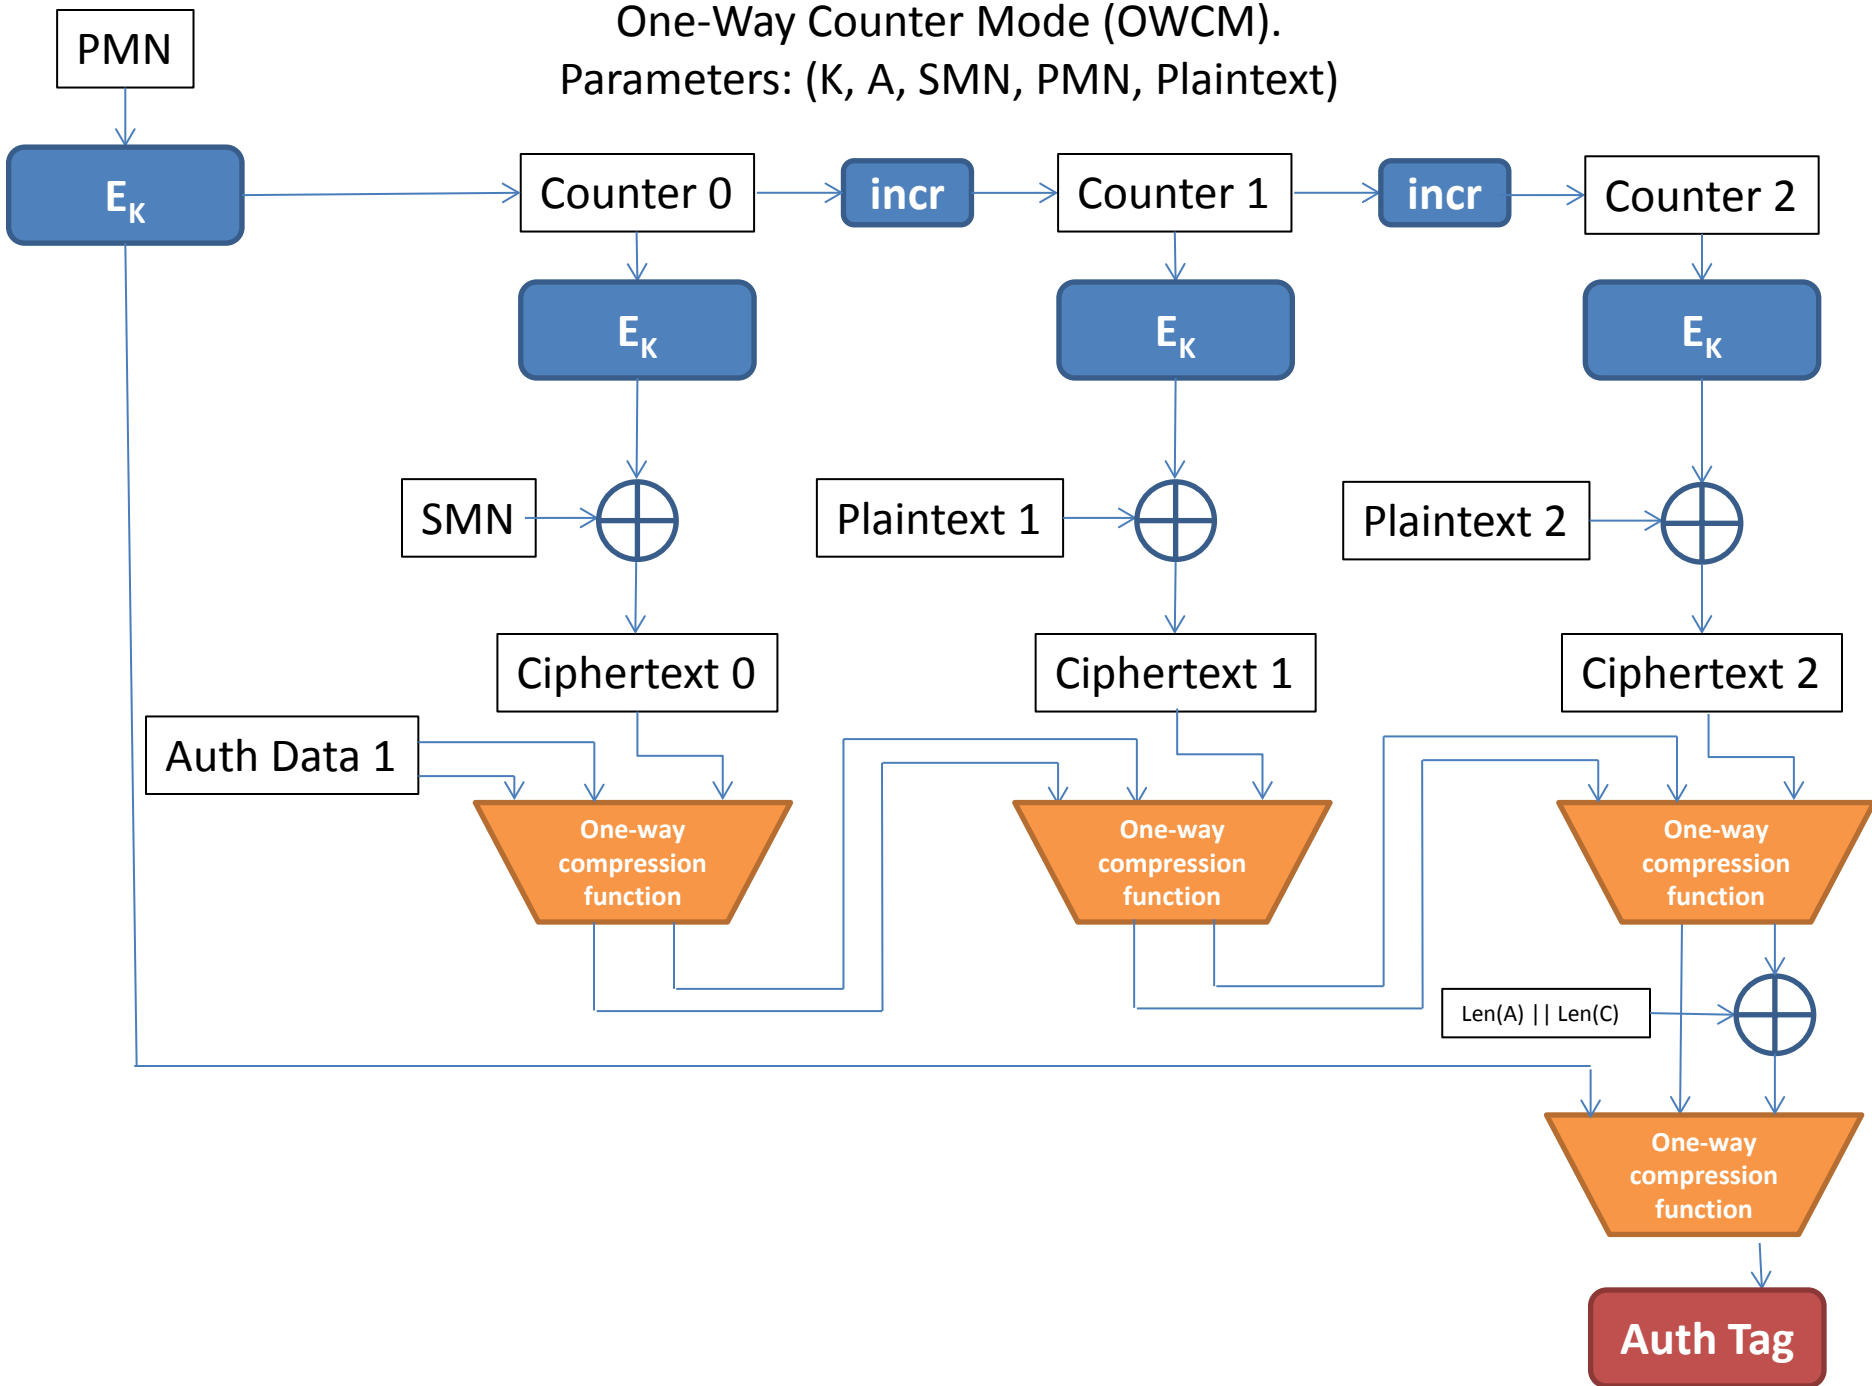 One-Way Counter Mode (OWCM).
Parameters: (K, A, SMN, PMN, Plaintext)
PMN
EK
Counter 0
incr
Counter 1
incr
Counter 2
EK
EK
EK
SMN
Plaintext 1
Plaintext 2
Ciphertext 0
Ciphertext 1
Ciphertext 2
Auth Data 1
One-way
compression
function
One-way
compression
function
One-way
compression
function
Len(A) || Len(C)
One-way
compression
function
Auth Tag